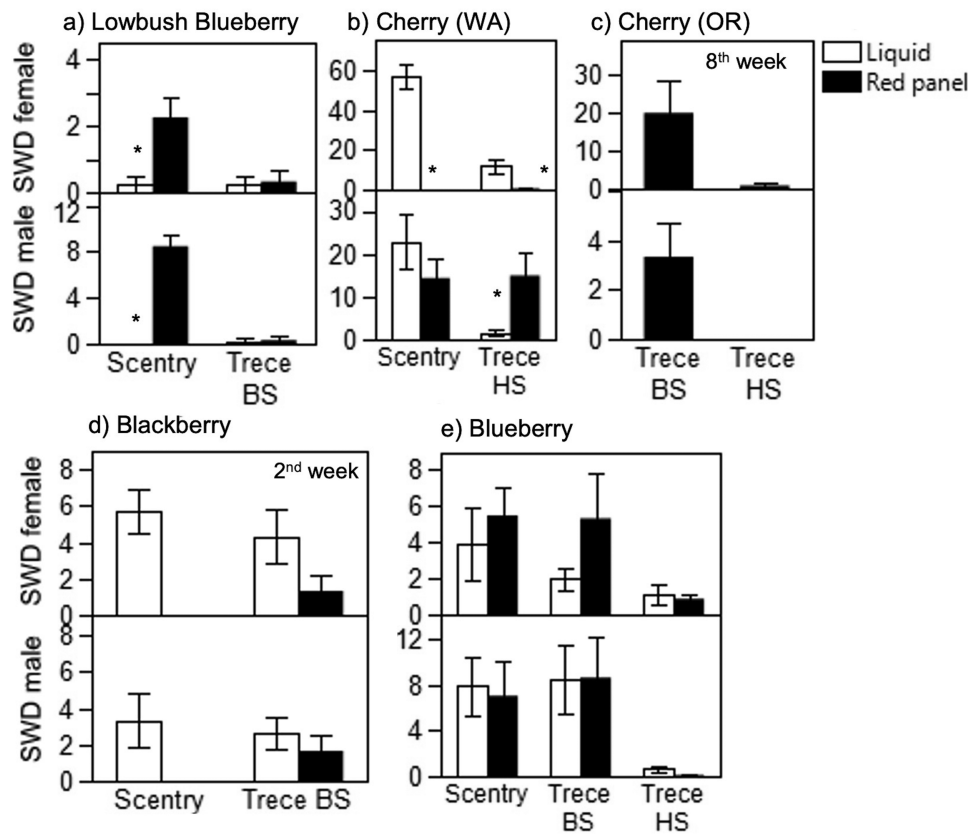 a) Lowbush Blueberry
b) Cherry (WA)
c) Cherry (OR)
Liquid
Red panel
SWD female
4
2
0
*
SWD male
12
8
4
0
*
Scentry
Trece
BS
60
40
20
0
*
*
30
20
10
0
*
Scentry
Trece
HS
8th week
30
20
10
0
4
2
0
Trece
BS
Trece
HS
d) Blackberry
e) Blueberry
SWD female
8
6
4
2
0
2nd week
SWD male
8
6
4
2
0
Scentry
Trece BS
8
6
4
2
0
12
8
4
0
Scentry
Trece
BS
Trece
HS